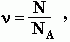 ν = N / N_A ,